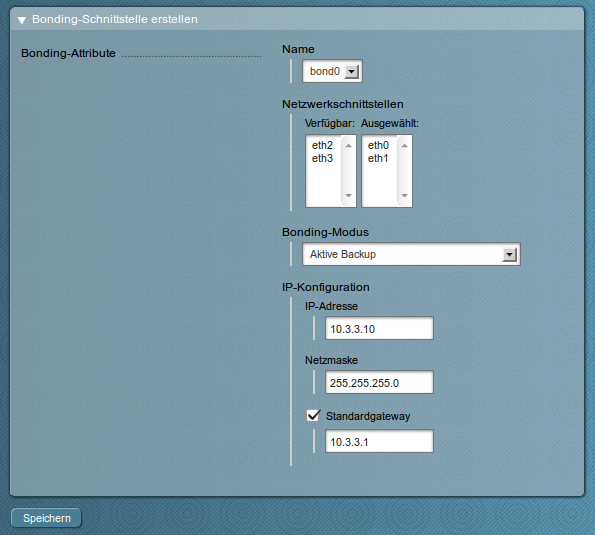 Bonding-Schnittstelle erstellen
Bonding-Attribute
Name
bond0
Netzwerkschnittstellen
Verfügbar: Ausgewählt:
eth2 eth0
eth3 eth1
Bonding-Modus
Aktive Backup
IP-Konfiguration
IP-Adresse
10.3.3.10
Netzmaske
255.255.255.0
Standardgateway
10.3.3.1
Speichern